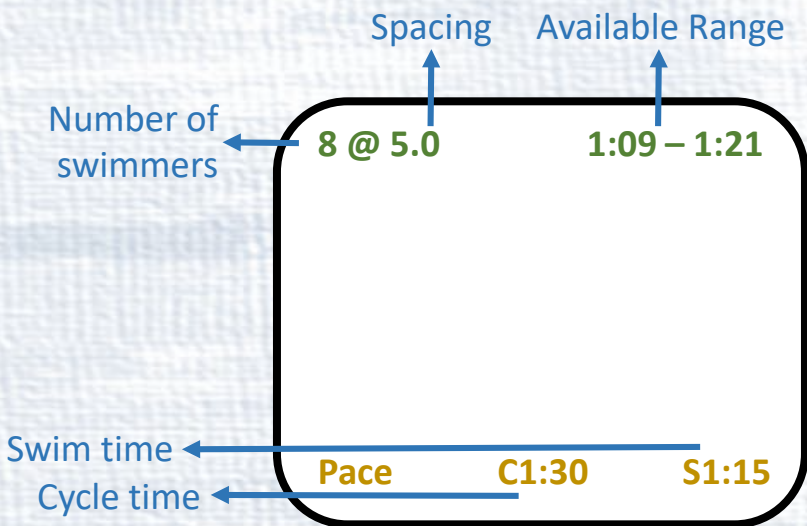 Spacing Available Range
Number of
swimmers
8 @ 5.0 1:09 – 1:21
Swim time
Cycle time
Pace C1:30 S1:15